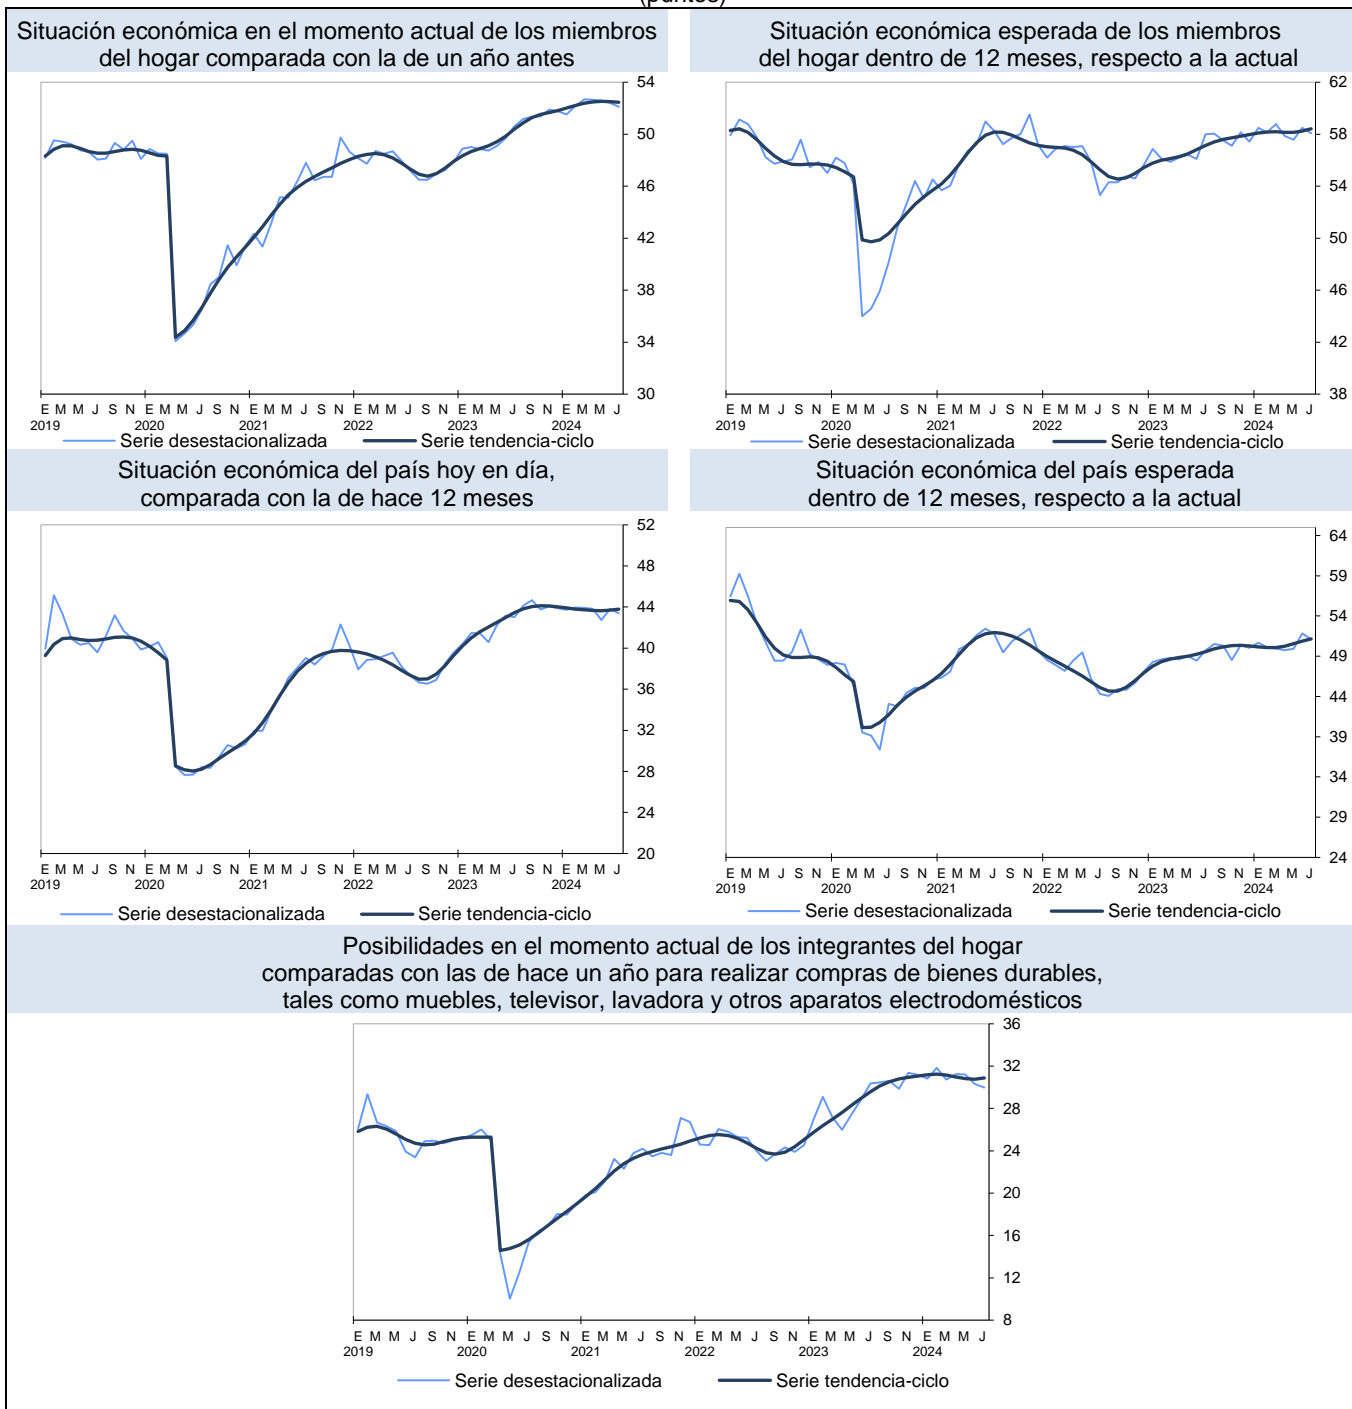 (puntos)
Situación económica en el momento actual de los miembros
del hogar comparada con la de un año antes
54
50
46
42
38
34
30
E M M J S N E M M J S N E M M J S N E M M J S N E M M J S N E M M J
2019 2020 2021 2022 2023 2024
Serie desestacionalizada Serie tendencia-ciclo
Situación económica esperada de los miembros
del hogar dentro de 12 meses, respecto a la actual
62
58
54
50
46
42
38
E M M J S N E M M J S N E M M J S N E M M J S N E M M J S N E M M J
2019 2020 2021 2022 2023 2024
Serie desestacionalizada Serie tendencia-ciclo
Situación económica del país hoy en día,
comparada con la de hace 12 meses
52
48
44
40
36
32
28
24
20
E M M J S N E M M J S N E M M J S N E M M J S N E M M J S N E M M J
2019 2020 2021 2022 2023 2024
Serie desestacionalizada Serie tendencia-ciclo
Situación económica del país esperada
dentro de 12 meses, respecto a la actual
64
59
54
49
44
39
34
29
24
E M M J S N E M M J S N E M M J S N E M M J S N E M M J S N E M M J
2019 2020 2021 2022 2023 2024
Serie desestacionalizada Serie tendencia-ciclo
Posibilidades en el momento actual de los integrantes del hogar
comparadas con las de hace un año para realizar compras de bienes durables,
tales como muebles, televisor, lavadora y otros aparatos electrodomésticos
36
32
28
24
20
16
12
8
E M M J S N E M M J S N E M M J S N E M M J S N E M M J S N E M M J
2019 2020 2021 2022 2023 2024
Serie desestacionalizada Serie tendencia-ciclo